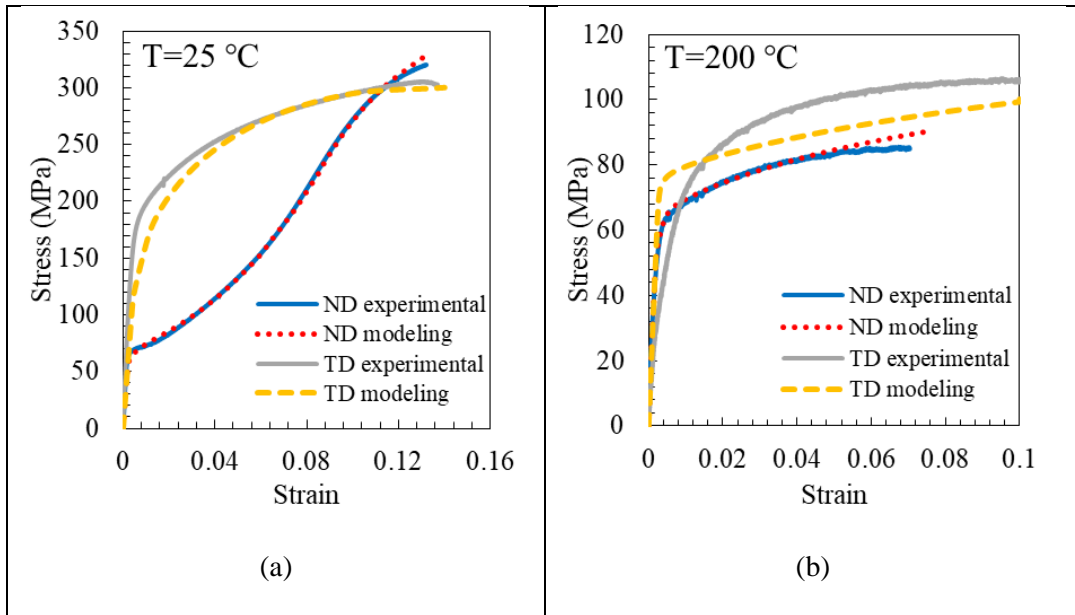 T=25 °C
350
300
250
200
150
100
50
0
Stress (MPa)
0 0.04 0.08 0.12 0.16
Strain
ND experimental
ND modeling
TD experimental
TD modeling
(a)
T=200 °C
120
100
80
60
40
20
0
Stress (MPa)
0 0.02 0.04 0.06 0.08 0.1
Strain
ND experimental
ND modeling
TD experimental
TD modeling
(b)